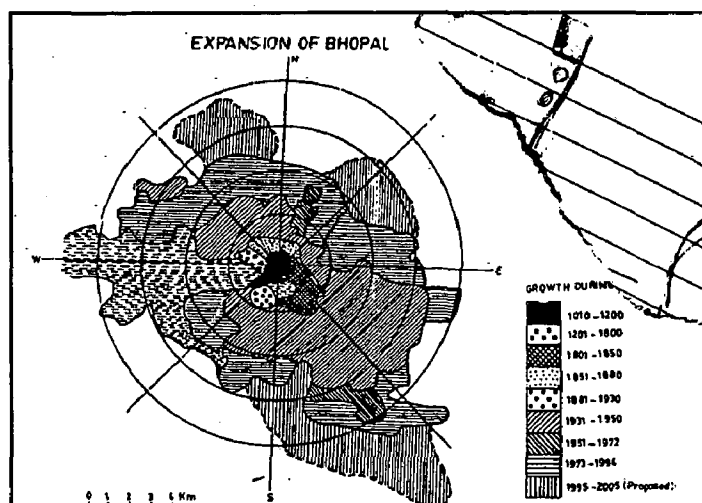 EXPANSION OF BHOPAL
N
W
E
S
GROWTH DURING
1010-1200
1201-1800
1801-1850
1851-1880
1881-1930
1931-1950
1951-1972
1973-1994
1995-2005 (Proposed)
0 1 2 3 4 Km